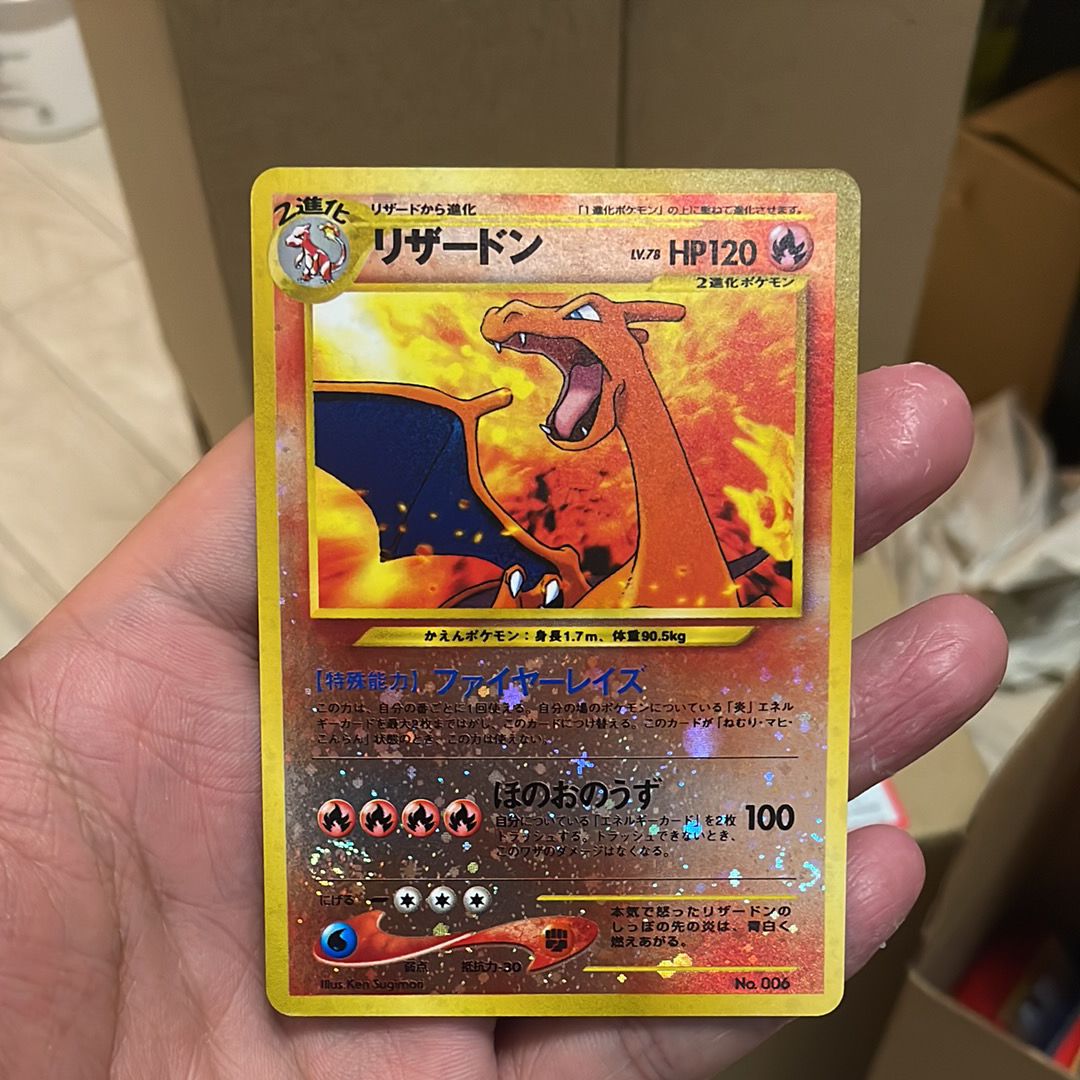 2進化
リザードから進化
「1進化ポケモン」の上に重ねて進化させます。
リザードン
LV.78 HP120
2進化ポケモン
かえんポケモン：身長1.7m、体重90.5kg
【特殊能力】ファイヤーレイズ
この力は、自分の番ごとに1回使える。自分の場のポケモンについている「炎」エネル
ギーカードを最大2枚まではがし、このカードにつけ替える。このカードが「ねむり・マヒ・
こんらん」状態のとき、この力は使えない。
ほのおのうず
自分についている「エネルギーカード」を2枚
トラッシュする。トラッシュできないとき、
このワザのダメージはなくなる。
100
にげる
本気で怒ったリザードンの
しっぽの先の炎は、青白く
燃えあがる。
弱点 抵抗力-30
Illus. Ken Sugimori
No. 006